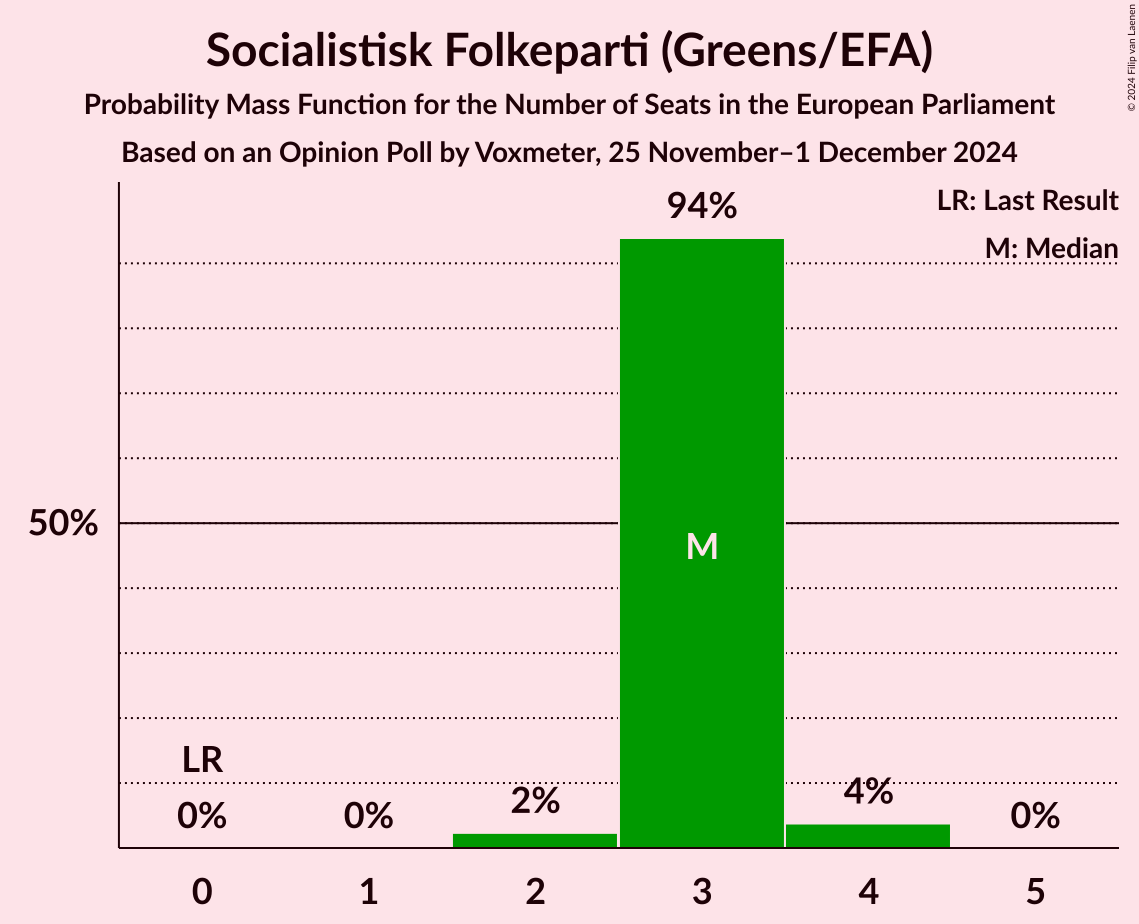 Socialistisk Folkeparti (Greens/EFA)
Probability Mass Function for the Number of Seats in the European Parliament
Based on an Opinion Poll by Voxmeter, 25 November–1 December 2024
© 2024 Filip van Laenen
LR: Last Result
M: Median
94%
50%
M
LR
0%
0%
2%
4%
0%
0 1 2 3 4 5